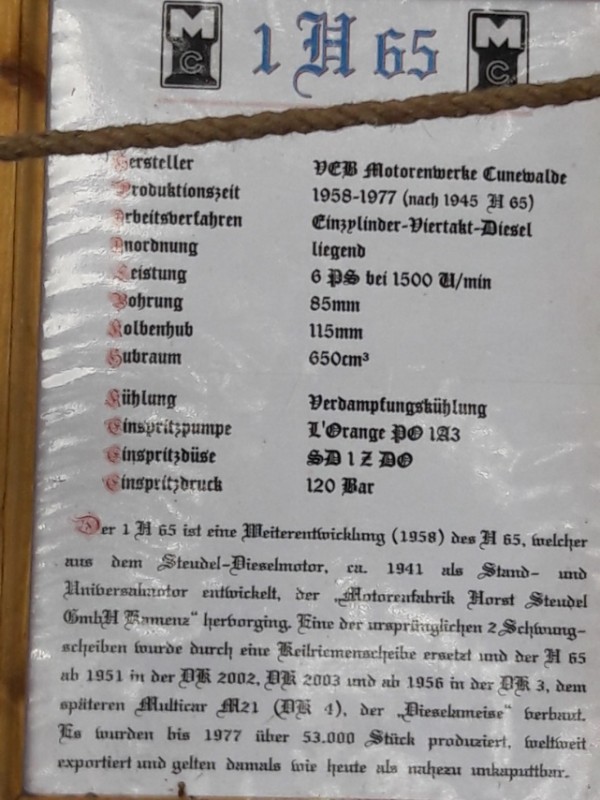 MC 1 H 65 MC
Hersteller VEB Motorenwerke Cunewalde
Produktionszeit 1958-1977 (nach 1945 H 65)
Arbeitsverfahren Einzylinder-Viertakt-Diesel
Anordnung liegend
Leistung 6 PS bei 1500 U/min
Bohrung 85mm
Kolbenhub 115mm
Hubraum 650cm³
Kühlung Verdampfungskühlung
Einspritzpumpe L'Orange PO 1A3
Einspritzdüse SD 1 Z DO
Einspritzdruck 120 Bar
Der 1 H 65 ist eine Weiterentwicklung (1958) des H 65, welcher
aus dem Steudel-Dieselmotor, ca. 1941 als Stand- und
Universalmotor entwickelt, der „Motorenfabrik Horst Steudel
GmbH Kamenz" hervorging. Eine der ursprünglichen 2 Schwung-
scheiben wurde durch eine Keilriemenscheibe ersetzt und der H 65
ab 1951 in der DK 2002, DK 2003 und ab 1956 in der DK 3, dem
späteren Multicar M21 (DK 4), der „Dieselameise" verbaut.
Es wurden bis 1977 über 53.000 Stück produziert, weltweit
exportiert und gelten damals wie heute als nahezu unkaputtbar.